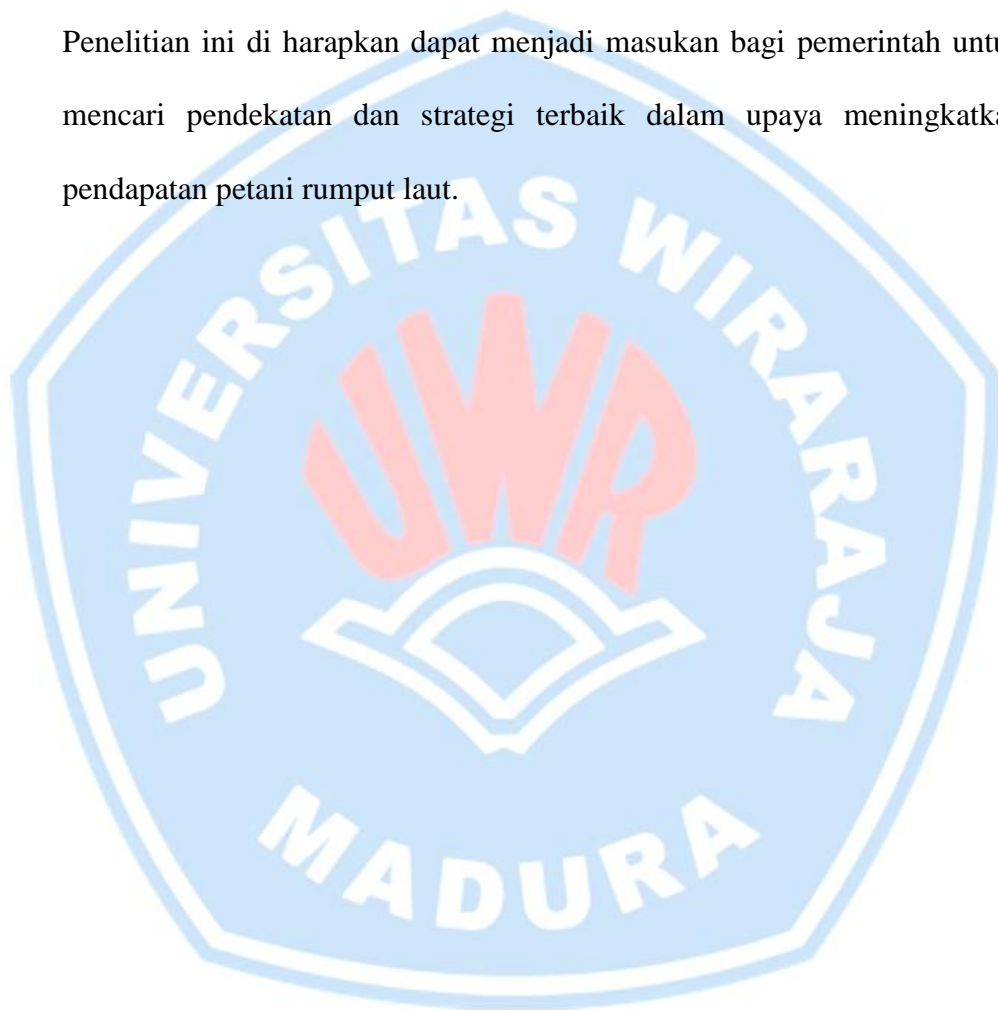 Penelitian ini di harapkan dapat menjadi masukan bagi pemerintah untu
mencari pendekatan dan strategi terbaik dalam upaya meningkatka
pendapatan petani rumput laut.
UNIVERSITAS WIRARAJA
UWR
MADURA